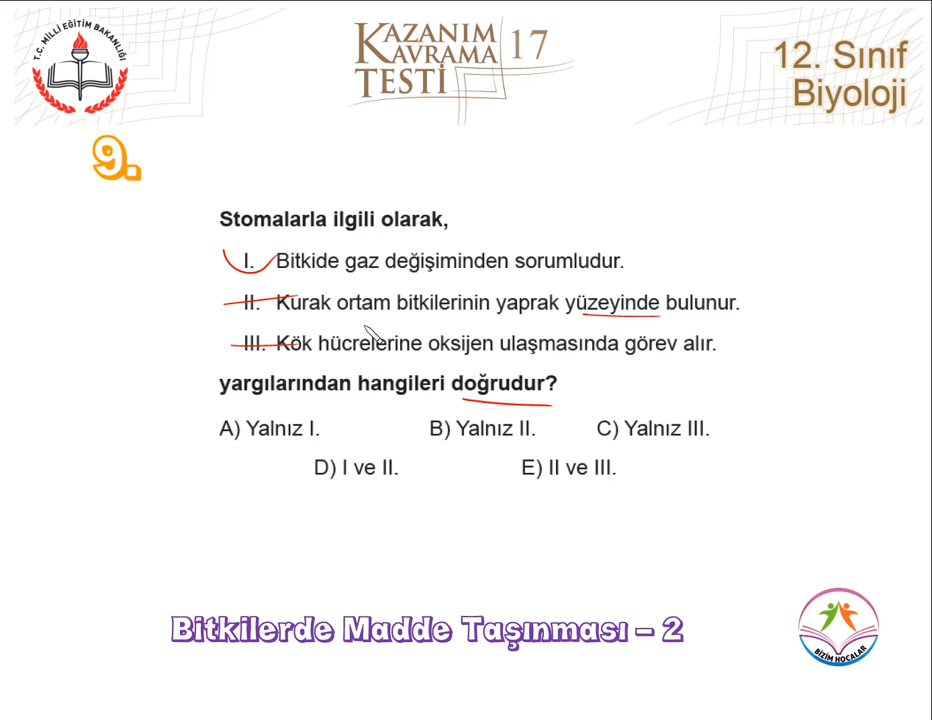 T.C. MİLLİ EĞİTİM BAKANLIĞI
KAZANIM
KAVRAMA
TESTİ
17
12. Sınıf
Biyoloji
9.
Stomalarla ilgili olarak,
I. Bitkide gaz değişiminden sorumludur.
II. Kurak ortam bitkilerinin yaprak yüzeyinde bulunur.
III. Kök hücrelerine oksijen ulaşmasında görev alır.
yargılarından hangileri doğrudur?
A) Yalnız I. B) Yalnız II. C) Yalnız III.
D) I ve II. E) II ve III.
Bitkilerde Madde Taşınması – 2
BİZİM HOCALAR